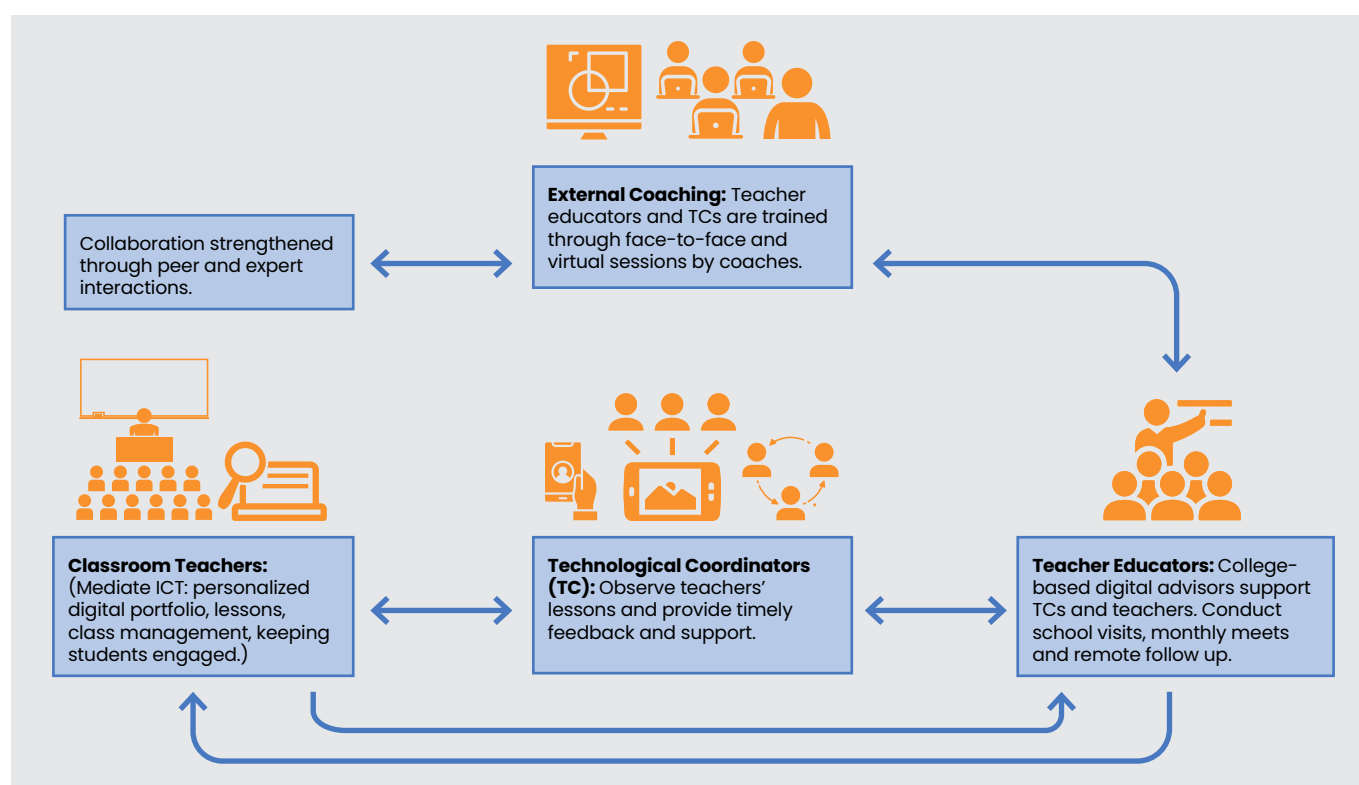 External Coaching: Teacher
educators and TCs are trained
through face-to-face and
virtual sessions by coaches.
Collaboration strengthened
through peer and expert
interactions.
Classroom Teachers:
(Mediate ICT: personalized
digital portfolio, lessons,
class management, keeping
students engaged.)
Technological Coordinators
(TC): Observe teachers’
lessons and provide timely
feedback and support.
Teacher Educators: College-
based digital advisors support
TCs and teachers. Conduct
school visits, monthly meets
and remote follow up.